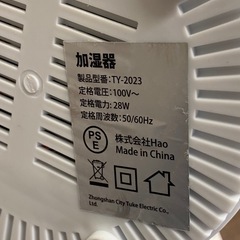 加湿器
製品型番:TY-2023
定格電圧:100V~
定格電力:28W
定格周波数:50/60Hz
PS
E
株式会社Hao
Made in China
Zhongshan City Tuke Electric Co.,
Ltd.